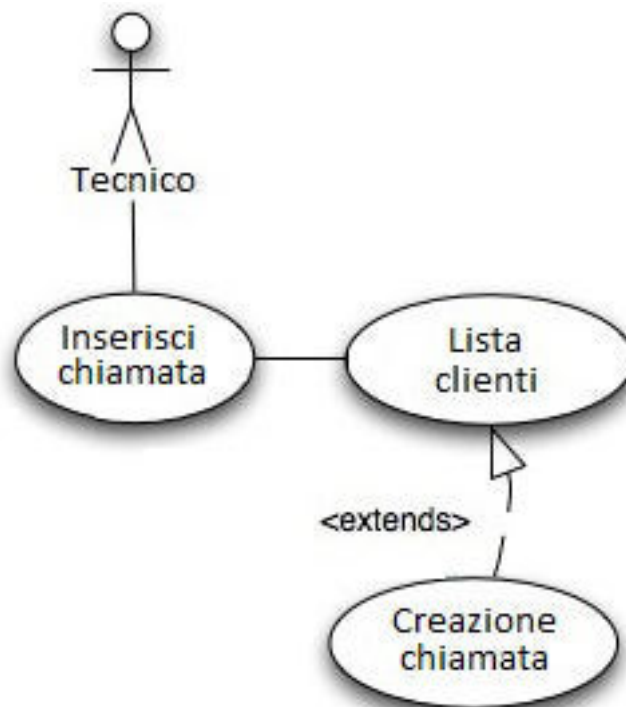 Tecnico
Inserisci
chiamata
Lista
clienti
<extends>
Creazione
chiamata